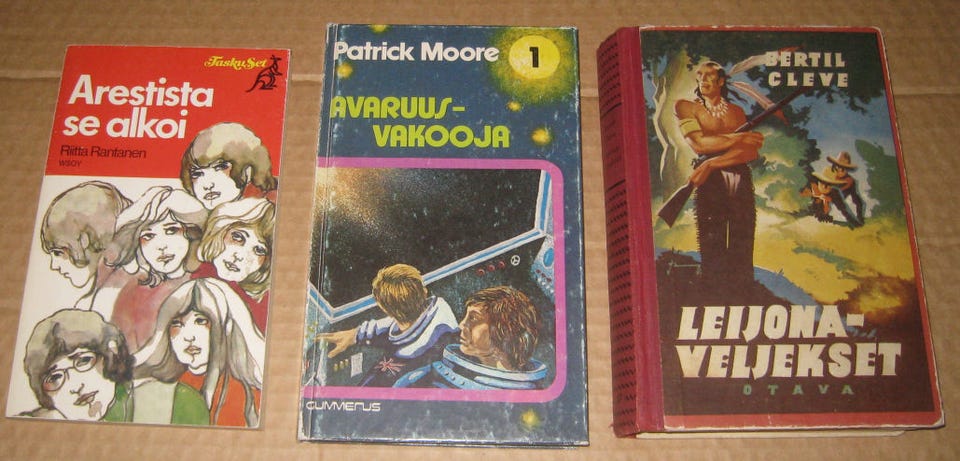 TaskuSet
Arestista
se alkoi
Riitta Rantanen
WSOY
Patrick Moore
1
AVARUUS-
VAKOOJA
GUMMERUS
BERTIL
CLEVE
LEIJONA-
VELJEKSET
OTAVA